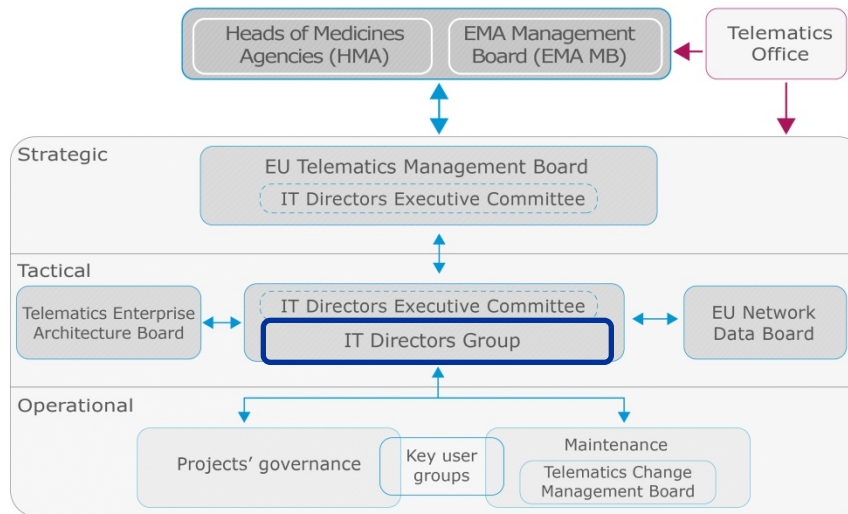 Heads of Medicines
Agencies (HMA)
EMA Management
Board (EMA MB)
Telematics
Office
Strategic
EU Telematics Management Board
IT Directors Executive Committee
Tactical
Telematics Enterprise
Architecture Board
IT Directors Executive Committee
IT Directors Group
EU Network
Data Board
Operational
Projects’ governance
Key user
groups
Maintenance
Telematics Change
Management Board